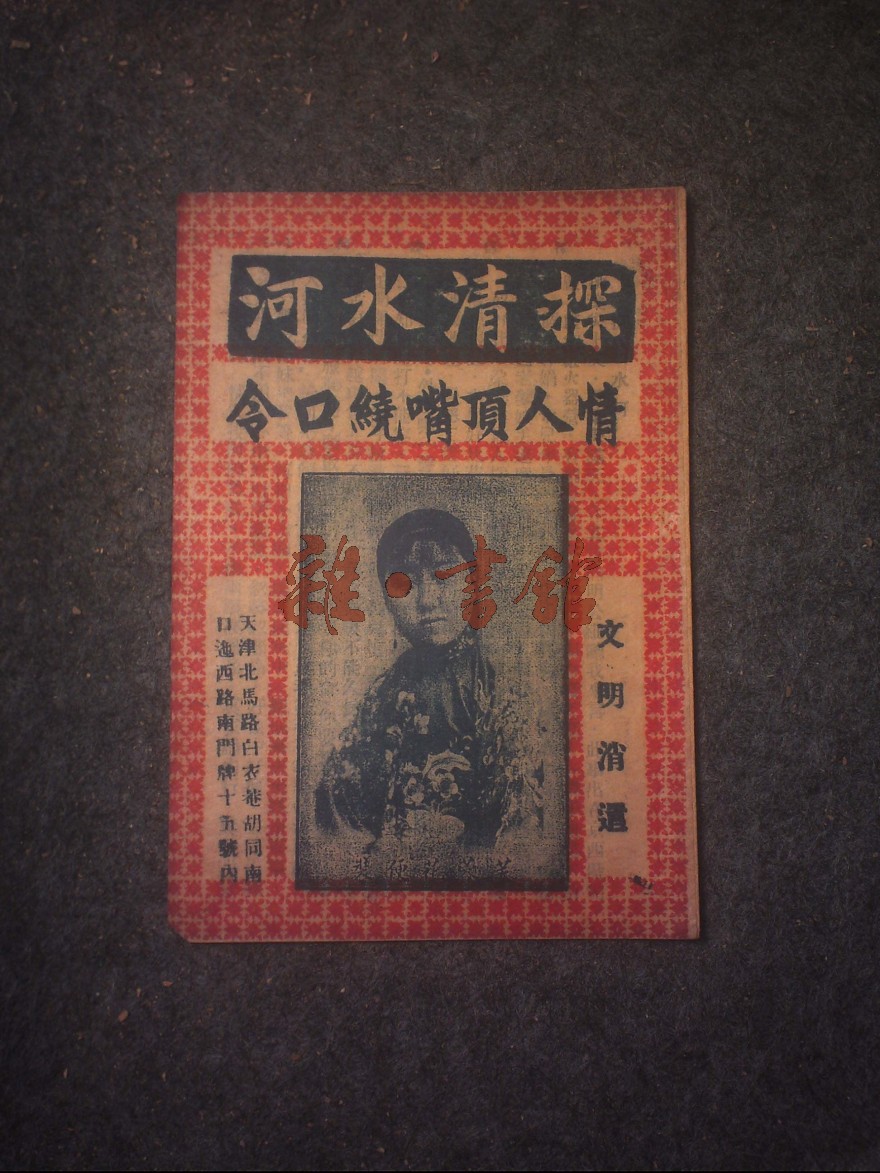 探清水河
情人頂嘴繞口令
文明消遣
天津北馬路白衣菴胡同南
口迤西路南門牌十五號內
雜·書館